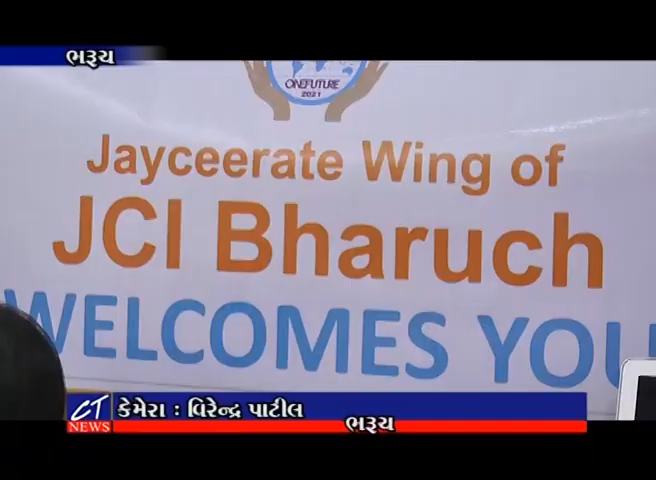 ભરૂચ
ONEFUTURE
2021
Jayceerate Wing of
JCI Bharuch
WELCOMES YOU
CT
NEWS
કેમેરા : વિરેન્દ્ર પાટીલ
ભરૂચ